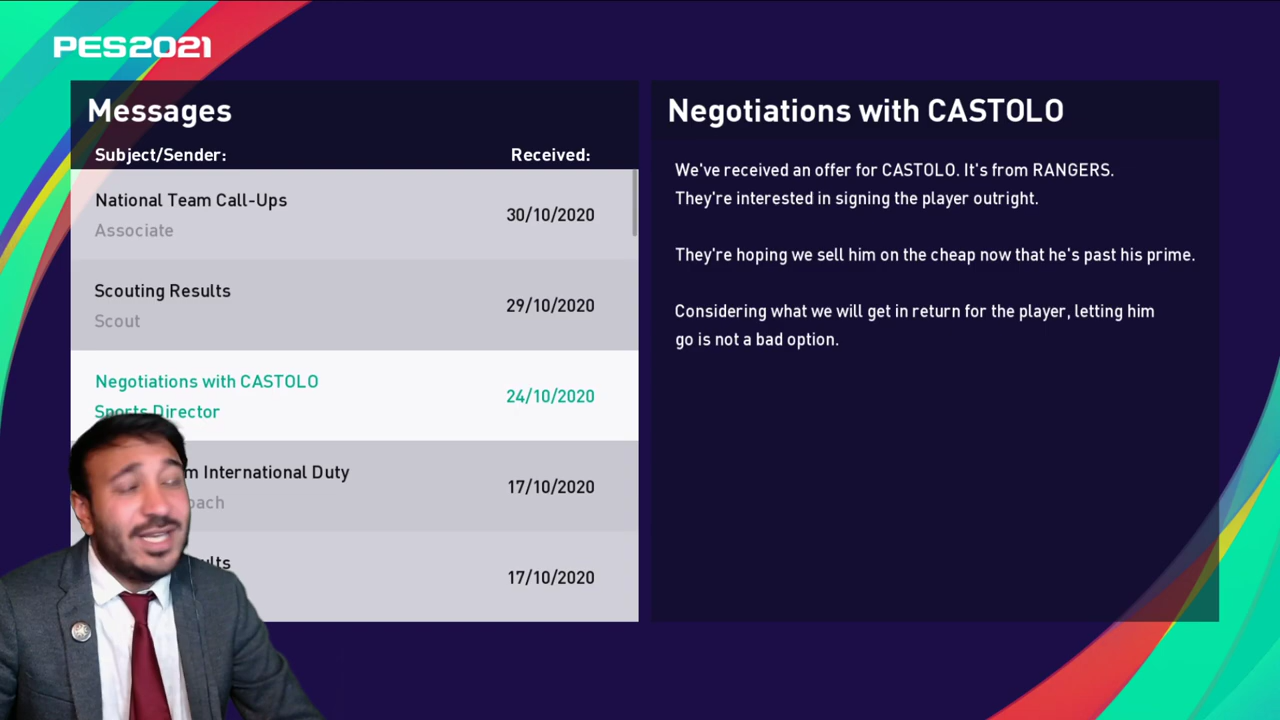 PES2021
Messages
Subject/Sender:
Received:
National Team Call-Ups
Associate
30/10/2020
Scouting Results
Scout
29/10/2020
Negotiations with CASTOLO
Sports Director
24/10/2020
International Duty
17/10/2020
17/10/2020
Negotiations with CASTOLO
We've received an offer for CASTOLO. It's from RANGERS.
They're interested in signing the player outright.
They're hoping we sell him on the cheap now that he's past his prime.
Considering what we will get in return for the player, letting him
go is not a bad option.